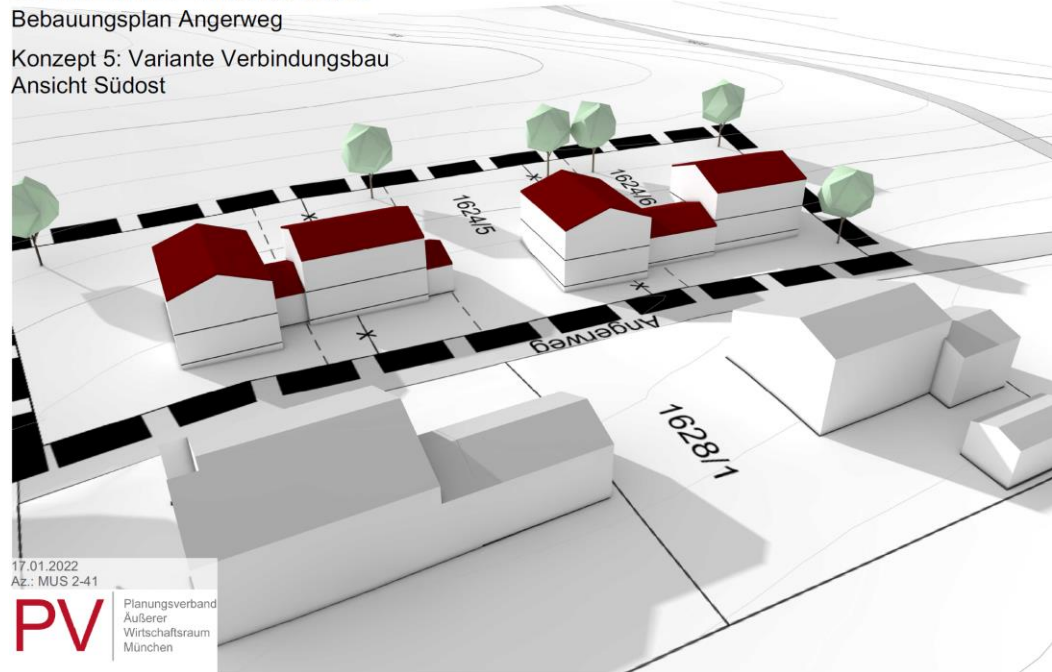 Bebauungsplan Angerweg
Konzept 5: Variante Verbindungsbau
Ansicht Südost
1624/5
1624/6
Angerweg
1628/1
17.01.2022
Az.: MUS 2-41
PV
Planungsverband
Äußerer
Wirtschaftsraum
München